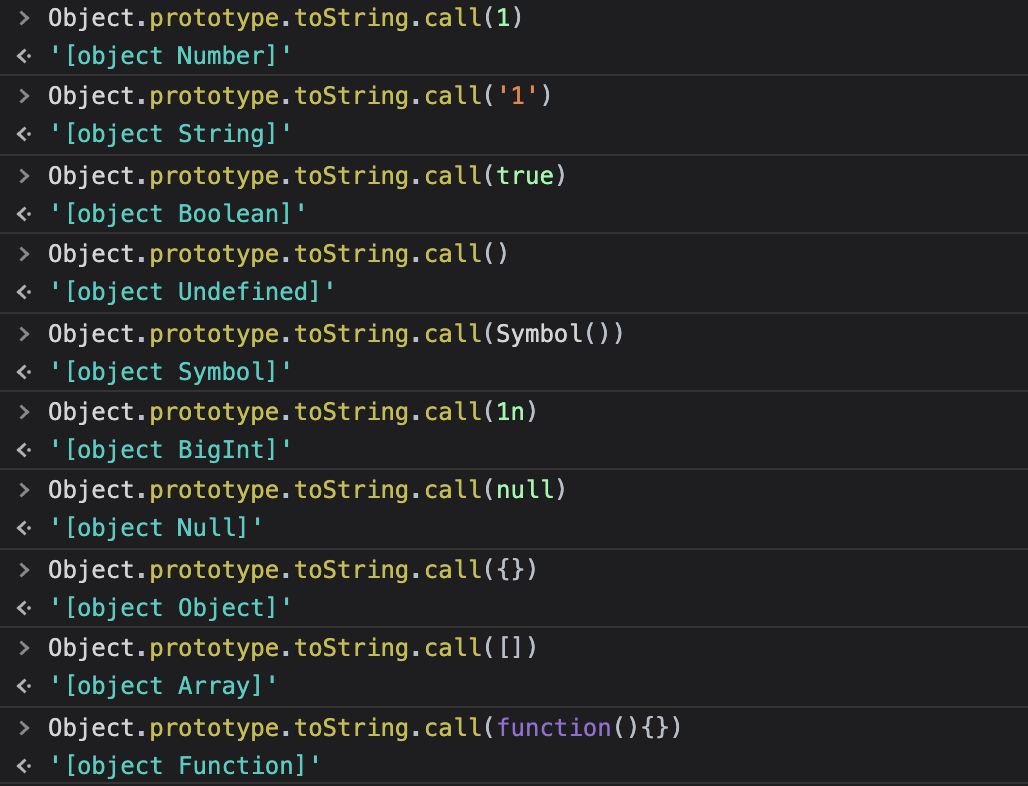 > Object.prototype.toString.call(1)
<· '[object Number]'
> Object.prototype.toString.call('1')
<· '[object String]'
> Object.prototype.toString.call(true)
<· '[object Boolean]'
> Object.prototype.toString.call()
<· '[object Undefined]'
> Object.prototype.toString.call(Symbol())
<· '[object Symbol]'
> Object.prototype.toString.call(1n)
<· '[object BigInt]'
> Object.prototype.toString.call(null)
<· '[object Null]'
> Object.prototype.toString.call({})
<· '[object Object]'
> Object.prototype.toString.call([])
<· '[object Array]'
> Object.prototype.toString.call(function(){})
<· '[object Function]'